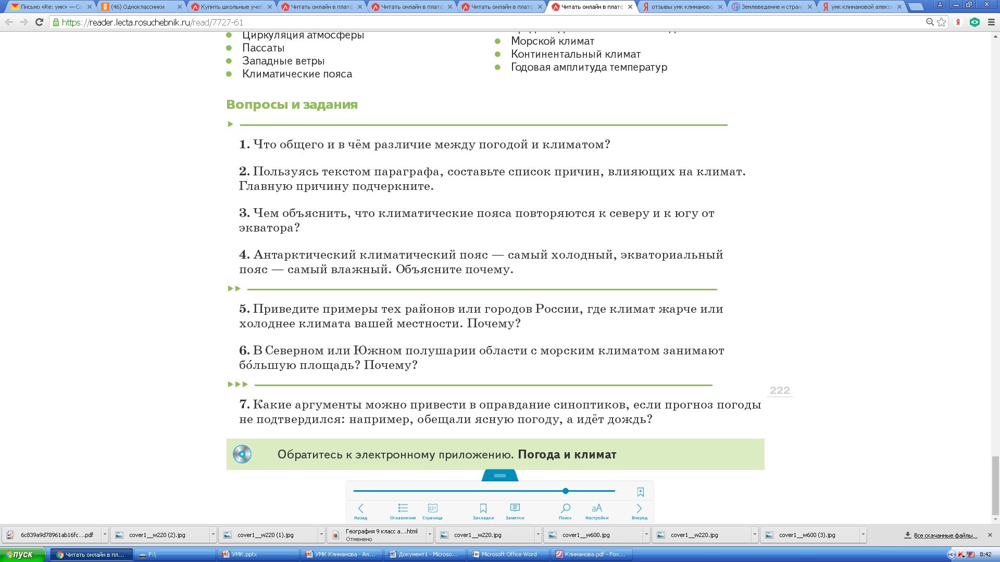 Письмо «Re: умк» — Co
(46) Одноклассники
Купить школьные учеб
Читать онлайн в платф
Читать онлайн в платф
Читать онлайн в платф
Читать онлайн в платф
отзывы умк климаново
Землеведение и стран
умк климановой алексе
https://reader.lecta.rosuchebnik.ru/read/7727-61
Циркуляция атмосферы
Пассаты
Западные ветры
Климатические пояса
Морской климат
Континентальный климат
Годовая амплитуда температур
Вопросы и задания
1. Что общего и в чём различие между погодой и климатом?
2. Пользуясь текстом параграфа, составьте список причин, влияющих на климат.
Главную причину подчеркните.
3. Чем объяснить, что климатические пояса повторяются к северу и к югу от
экватора?
4. Антарктический климатический пояс — самый холодный, экваториальный
пояс — самый влажный. Объясните почему.
5. Приведите примеры тех районов или городов России, где климат жарче или
холоднее климата вашей местности. Почему?
6. В Северном или Южном полушарии области с морским климатом занимают
бо́льшую площадь? Почему?
222
7. Какие аргументы можно привести в оправдание синоптиков, если прогноз погоды
не подтвердился: например, обещали ясную погоду, а идёт дождь?
Обратитесь к электронному приложению. Погода и климат
221
aA
Назад
Оглавление
Страница
Закладки
Заметки
Поиск
Настройки
Вперед
6c839a9d78961ab16fc....pdf
cover1__w220 (2).jpg
cover1__w220 (1).jpg
География 9 класс а....html
Отменено
cover1__w220.jpg
cover1__w600.jpg
cover1__w220.jpg
cover1__w600 (3).jpg
Все скачанные файлы...
пуск
Читать онлайн в пл...
F:\
УМК.pptx
УМК Климанова - Ал...
Документ1 - Microso...
Microsoft Office Word
Климанова.pdf - Fox...
8:42